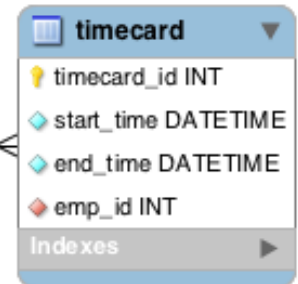 timecard
timecard_id INT
start_time DATETIME
end_time DATETIME
emp_id INT
Indexes